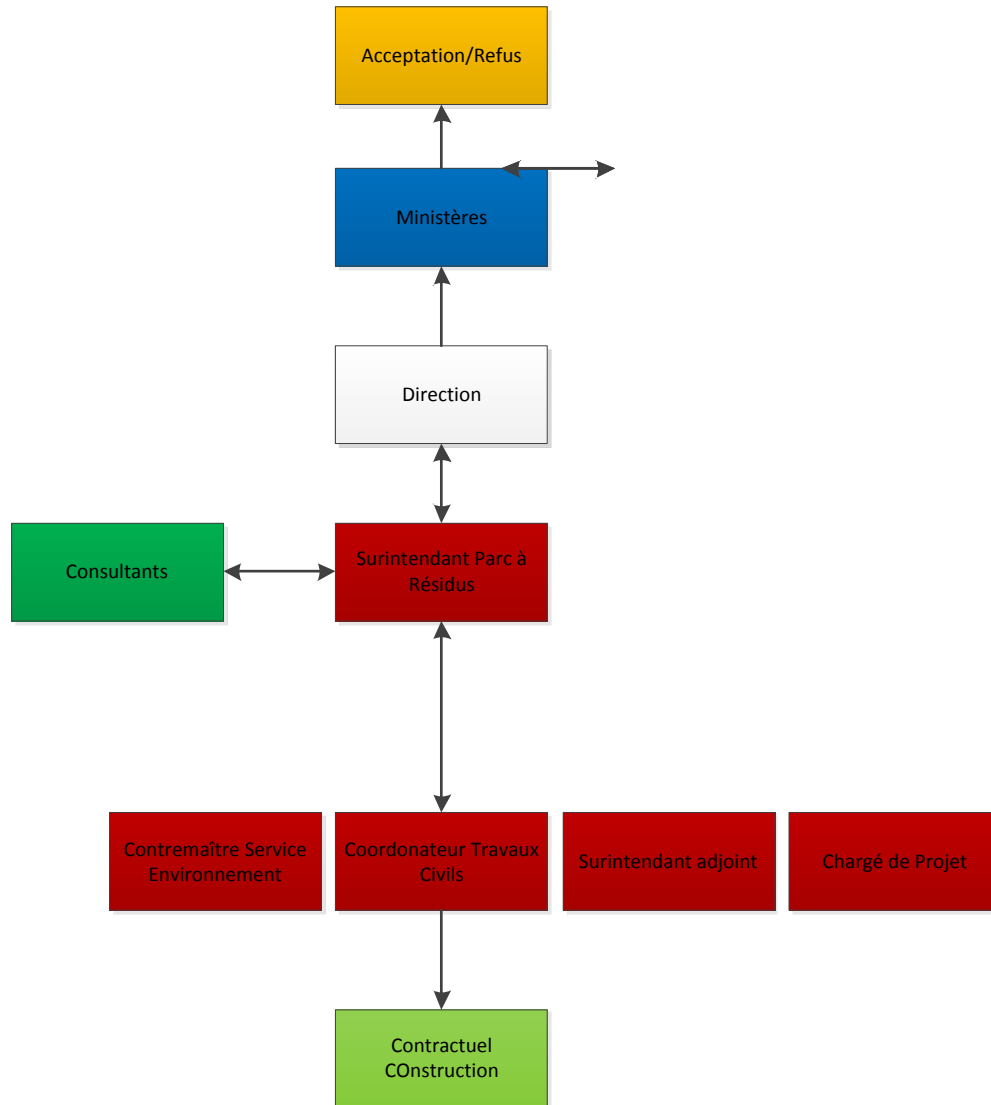 Acceptation/Refus
Ministères
Direction
Consultants
Surintendant Parc à
Résidus
Contremaître Service
Environnement
Coordonateur Travaux
Civils
Surintendant adjoint
Chargé de Projet
Contractuel
COnstruction